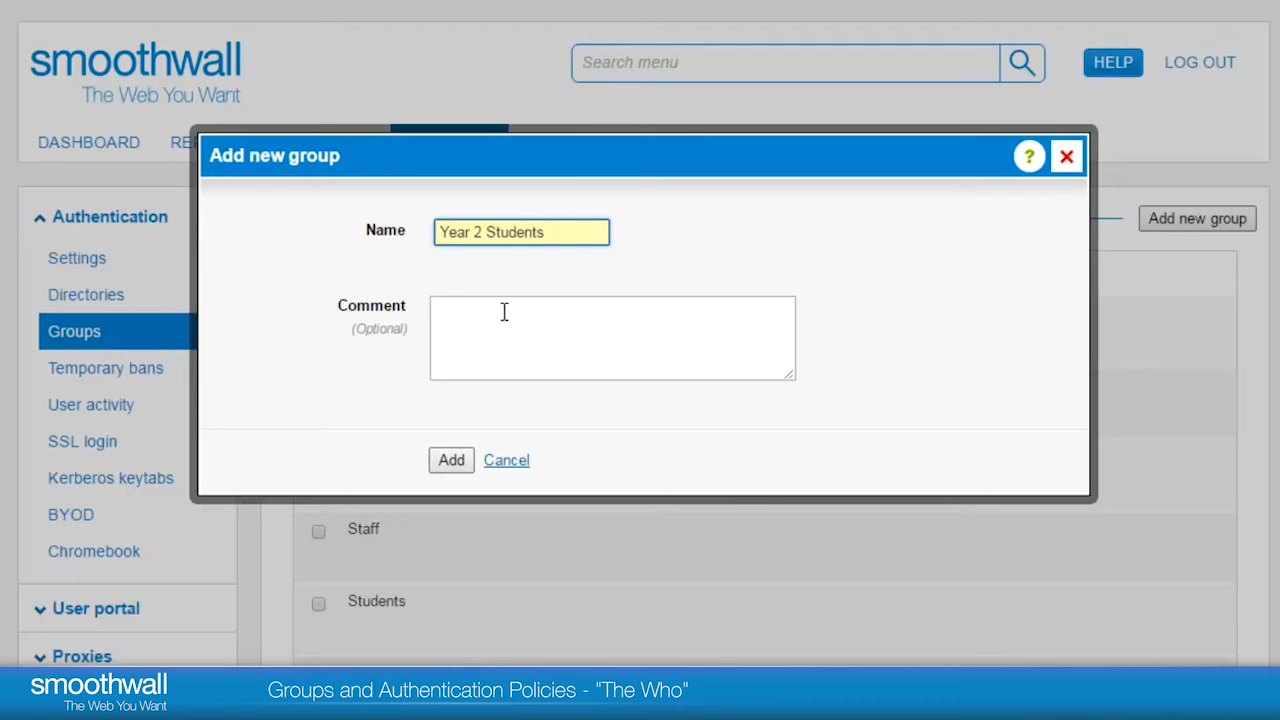 smoothwall
The Web You Want
Search menu
HELP
LOG OUT
DASHBOARD
Add new group
?
Authentication
Settings
Directories
Groups
Temporary bans
User activity
SSL login
Kerberos keytabs
BYOD
Chromebook
User portal
Proxies
Add new group
Name
Year 2 Students
Comment
(Optional)
Add
Cancel
Staff
Students
smoothwall
The Web You Want
Groups and Authentication Policies - "The Who"